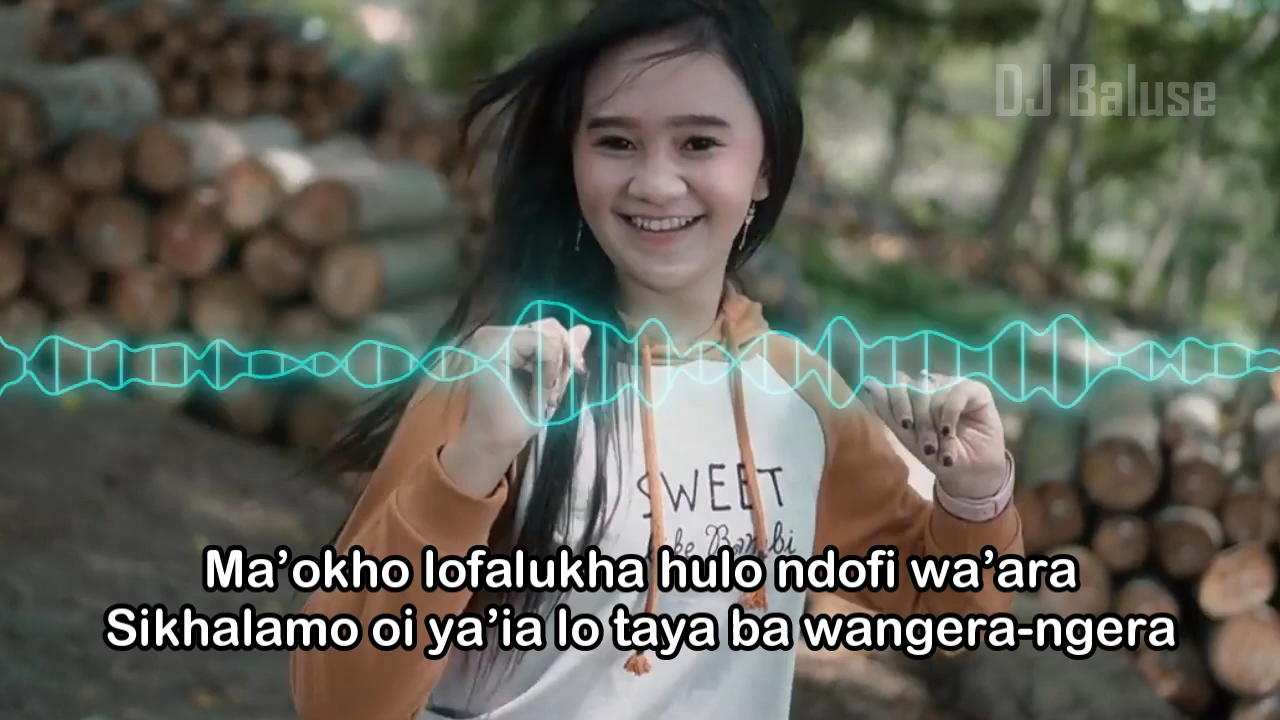 DJ Baluse
SWEET
Ma’okho lofalukha hulo ndofi wa’ara
Sikhalamo oi ya’ia lo taya ba wangera-ngera